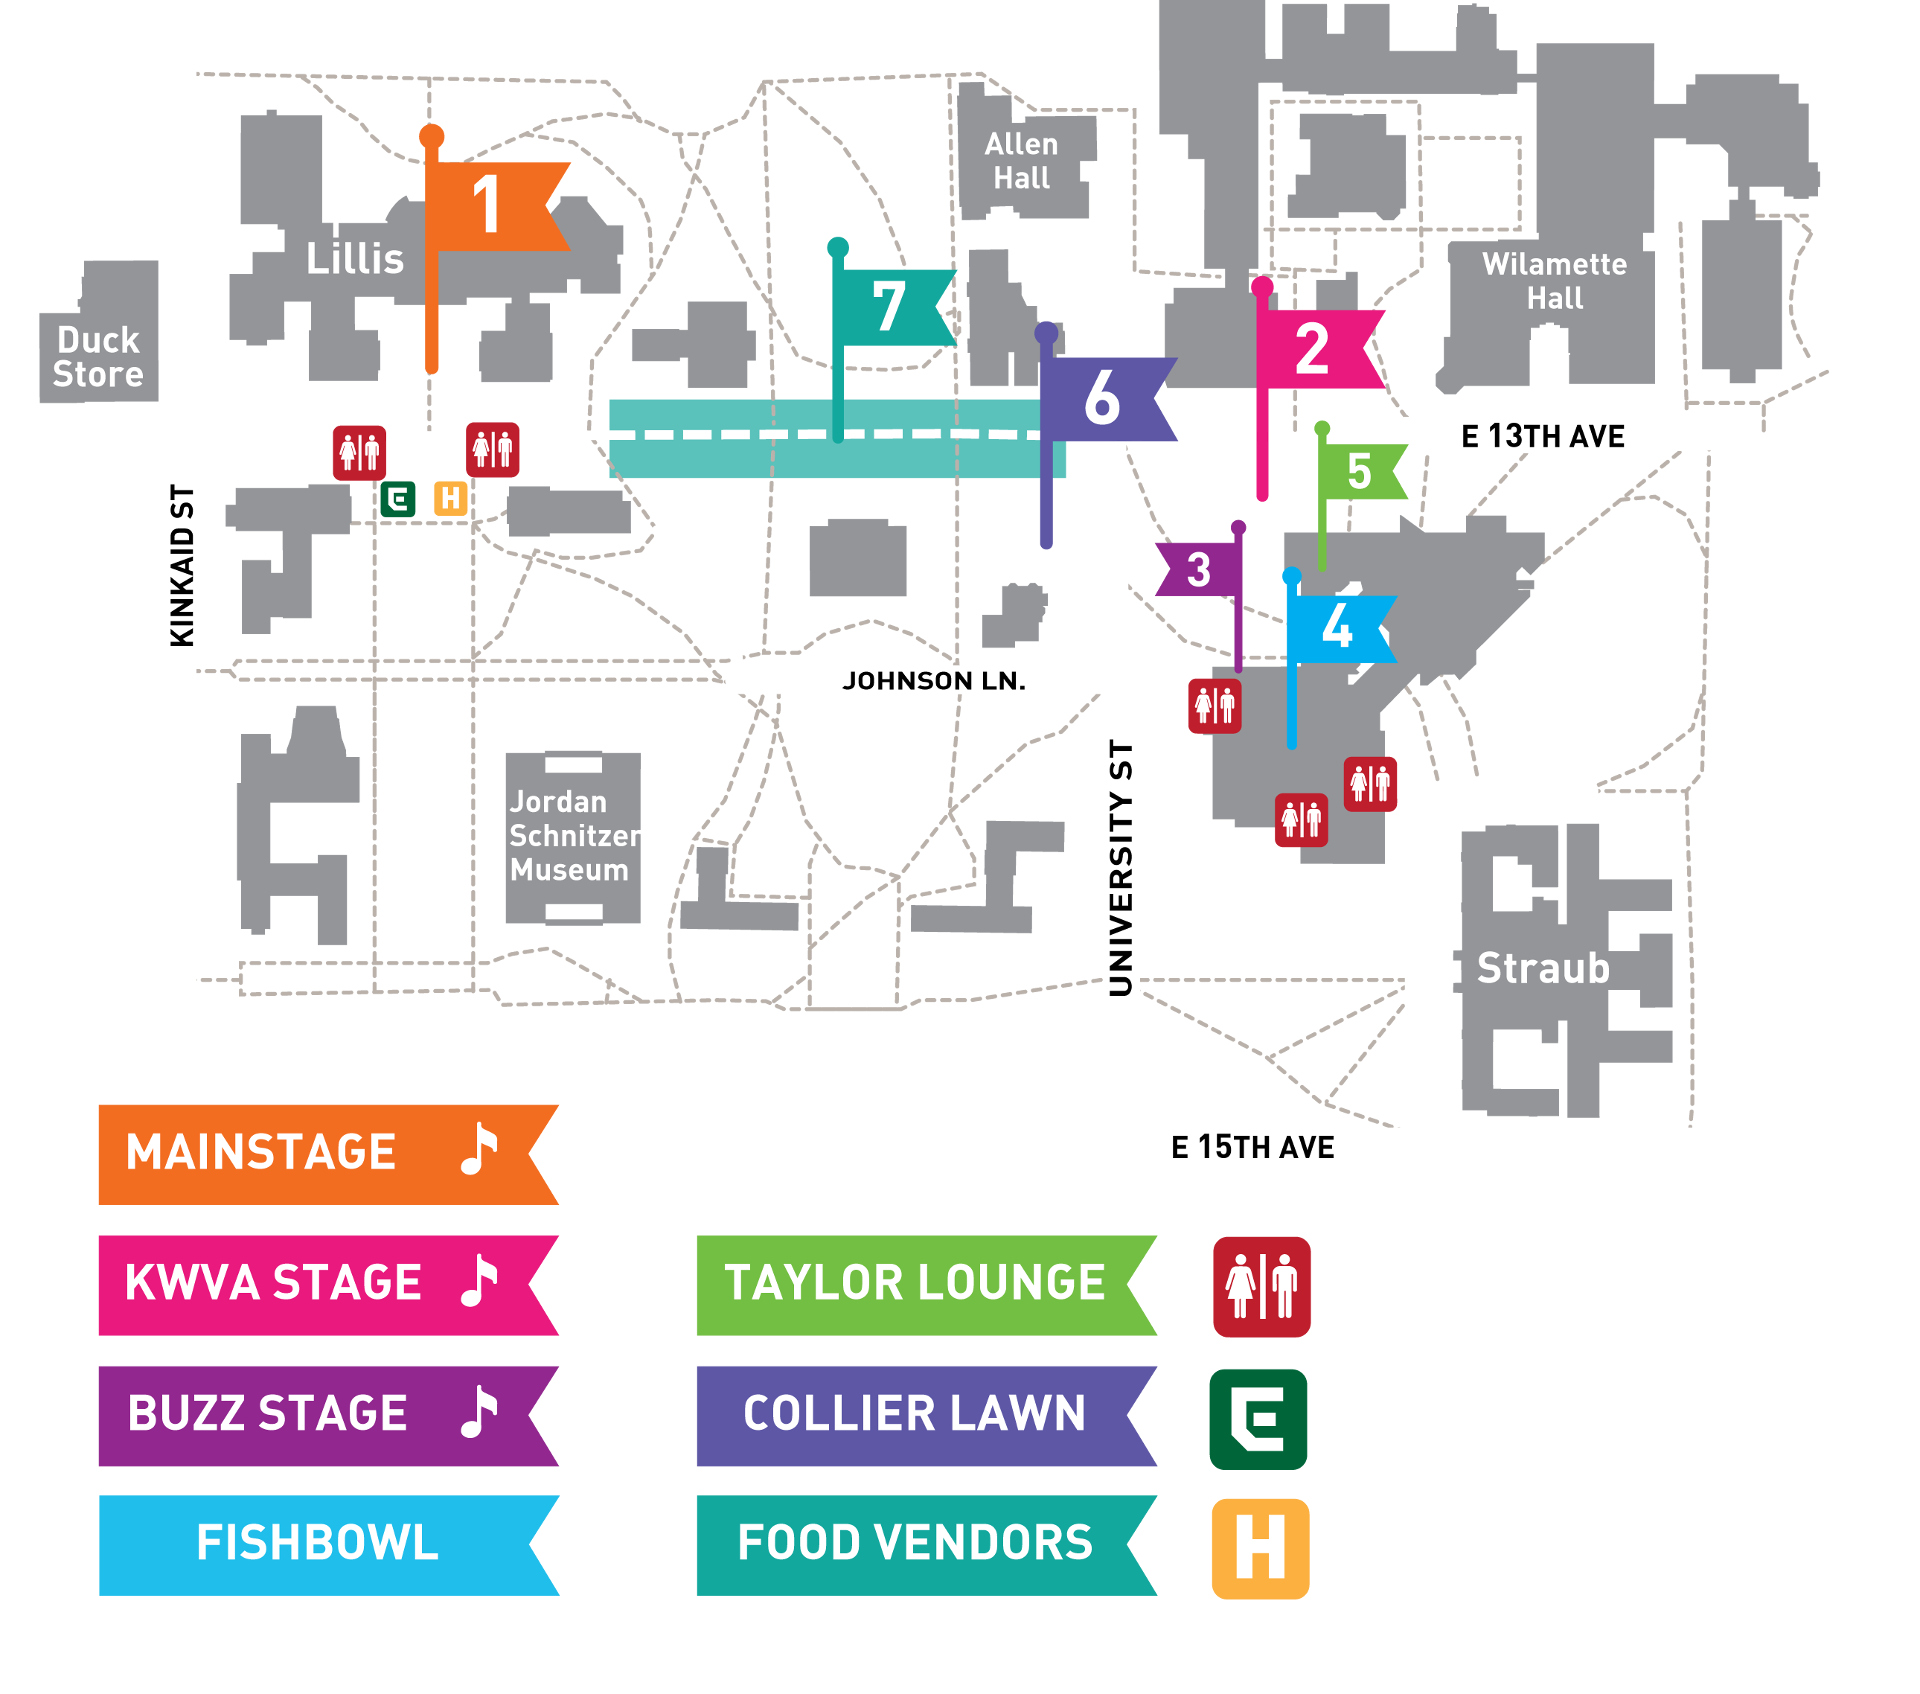 Allen
Hall
1
Lillis
Wilamette
Hall
7
2
Duck
Store
6
E 13TH AVE
5
E
H
KINKAID ST
3
4
JOHNSON LN.
UNIVERSITY ST
Jordan
Schnitzer
Museum
Straub
E 15TH AVE
MAINSTAGE
KWVA STAGE
TAYLOR LOUNGE
BUZZ STAGE
COLLIER LAWN
E
FISHBOWL
FOOD VENDORS
H